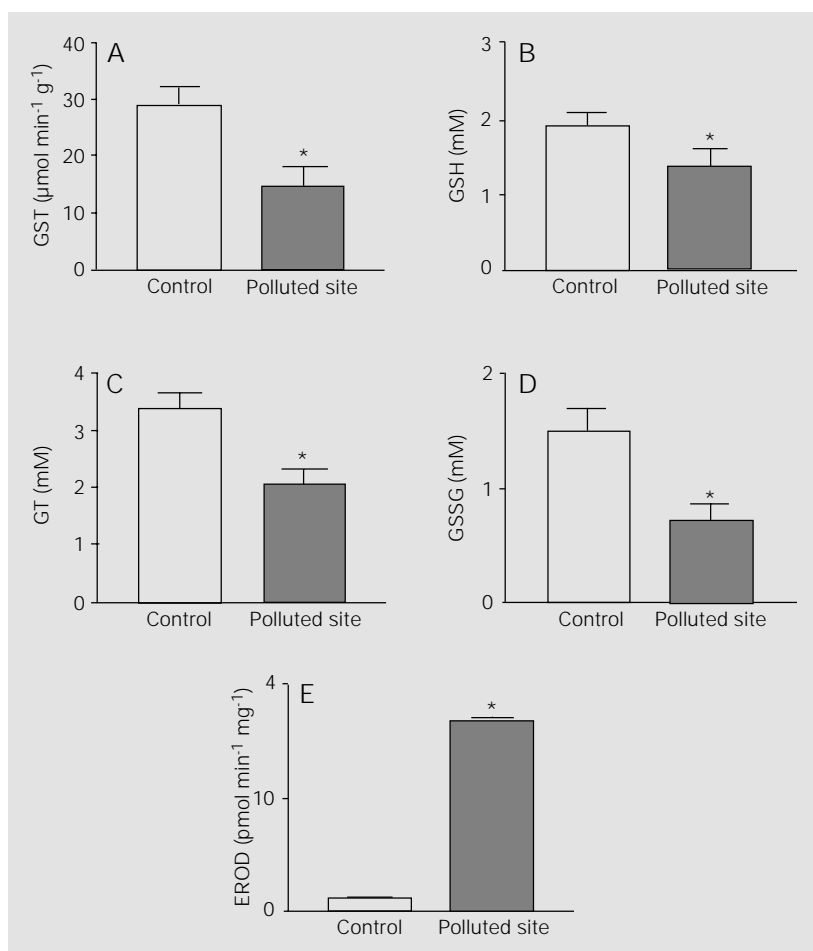 A
GST (µmol min-1 g-1)
40
30
20
10
0
*
Control Polluted site
B
GSH (mM)
3
2
1
0
*
Control Polluted site
C
GT (mM)
4
3
2
1
0
*
Control Polluted site
D
GSSG (mM)
2
1
0
*
Control Polluted site
E
EROD (pmol min-1 mg-1)
4
10
0
*
Control Polluted site